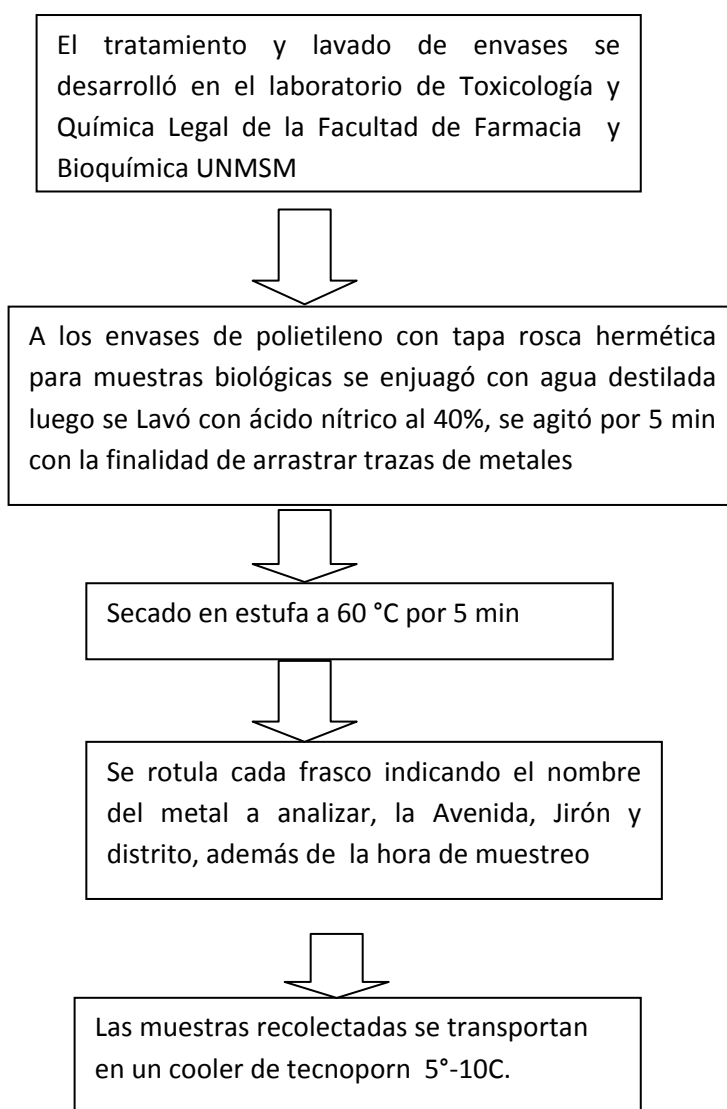 El tratamiento y lavado de envases se
desarrolló en el laboratorio de Toxicología y
Química Legal de la Facultad de Farmacia y
Bioquímica UNMSM
A los envases de polietileno con tapa rosca hermética
para muestras biológicas se enjuagó con agua destilada
luego se Lavó con ácido nítrico al 40%, se agitó por 5 min
con la finalidad de arrastrar trazas de metales
Secado en estufa a 60 °C por 5 min
Se rotula cada frasco indicando el nombre
del metal a analizar, la Avenida, Jirón y
distrito, además de la hora de muestreo
Las muestras recolectadas se transportan
en un cooler de tecnoporn 5°-10C.